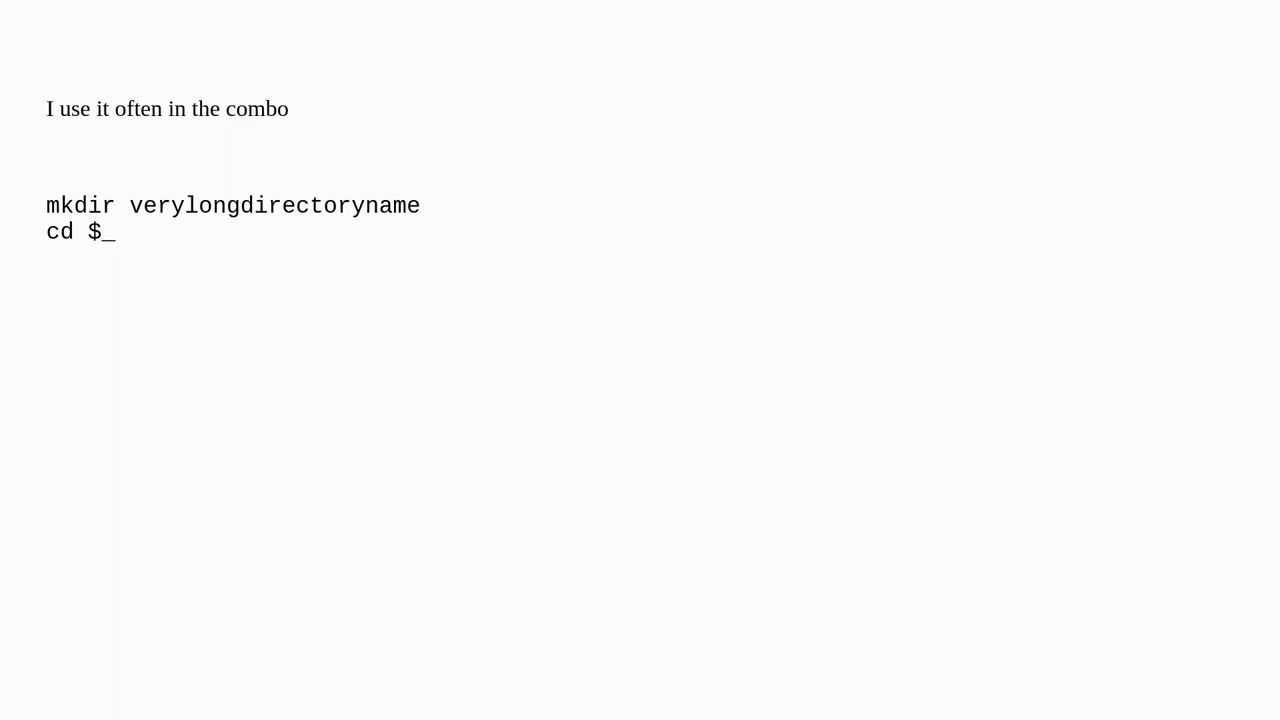 I use it often in the combo
mkdir verylongdirectoryname
cd $_